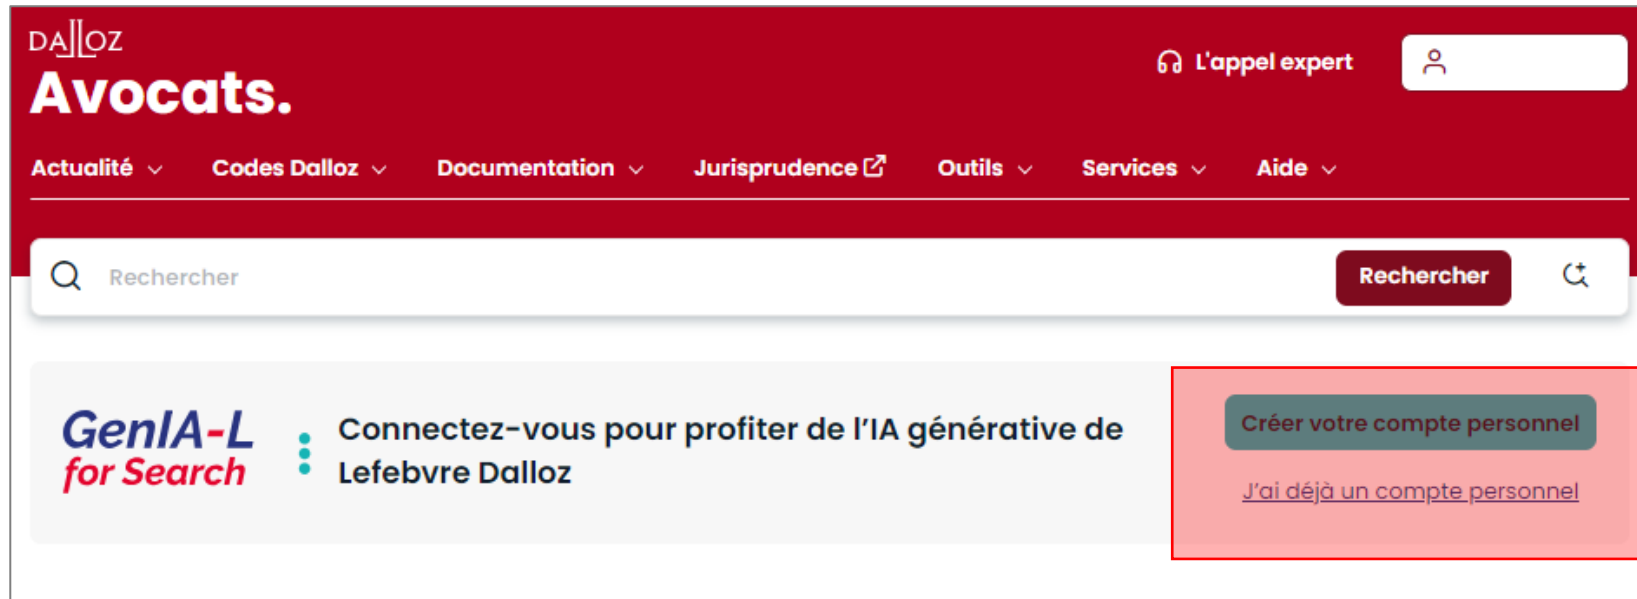 DALLOZ
Avocats.
L'appel expert
Actualité Codes Dalloz Documentation Jurisprudence Outils Services Aide
Rechercher Rechercher
GenIA-L
for Search
Connectez-vous pour profiter de l'IA générative de
Lefebvre Dalloz
Créer votre compte personnel
J'ai déjà un compte personnel